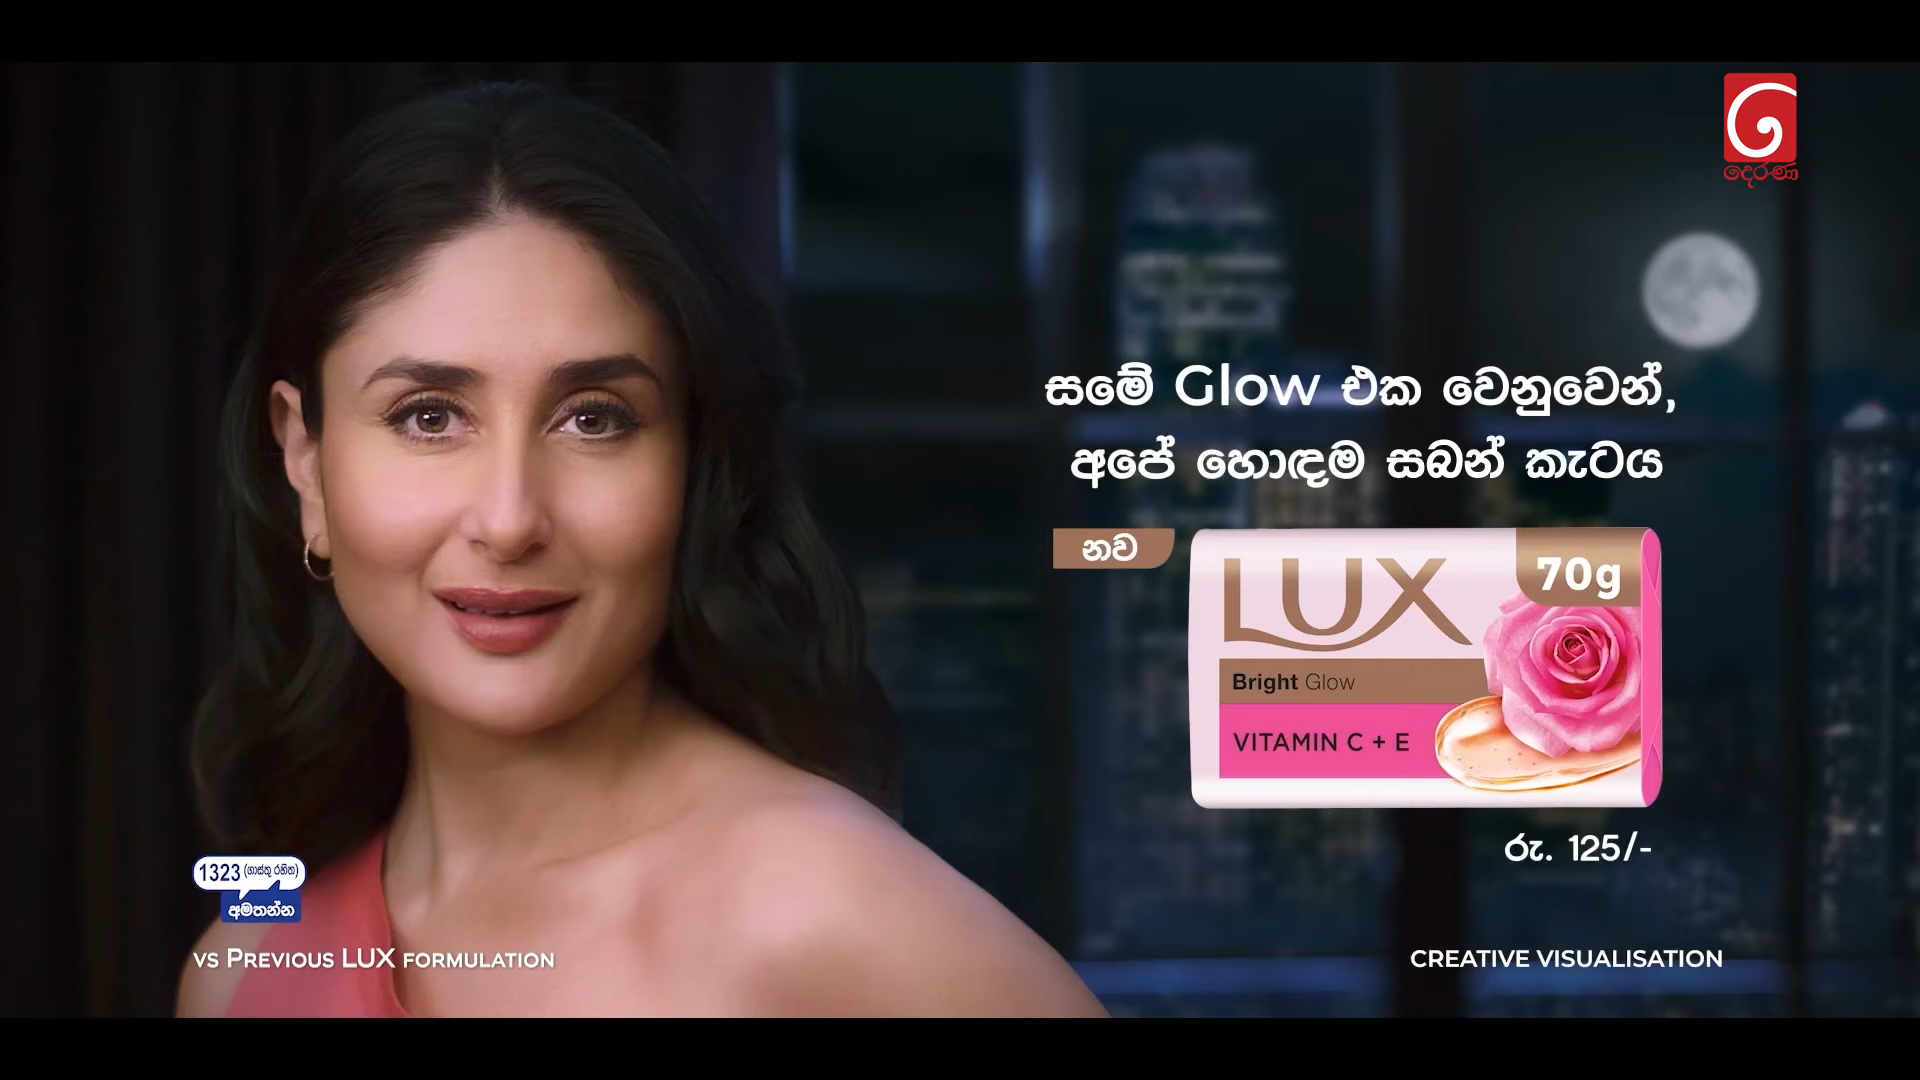 දෙරණ
සමේ Glow එක වෙනුවෙන්,
අපේ හොඳම සබන් කැටය
නව
LUX
70g
Bright Glow
VITAMIN C + E
රු. 125/-
1323 (ගාස්තු රහිත)
අමතන්න
VS PREVIOUS LUX FORMULATION
CREATIVE VISUALISATION